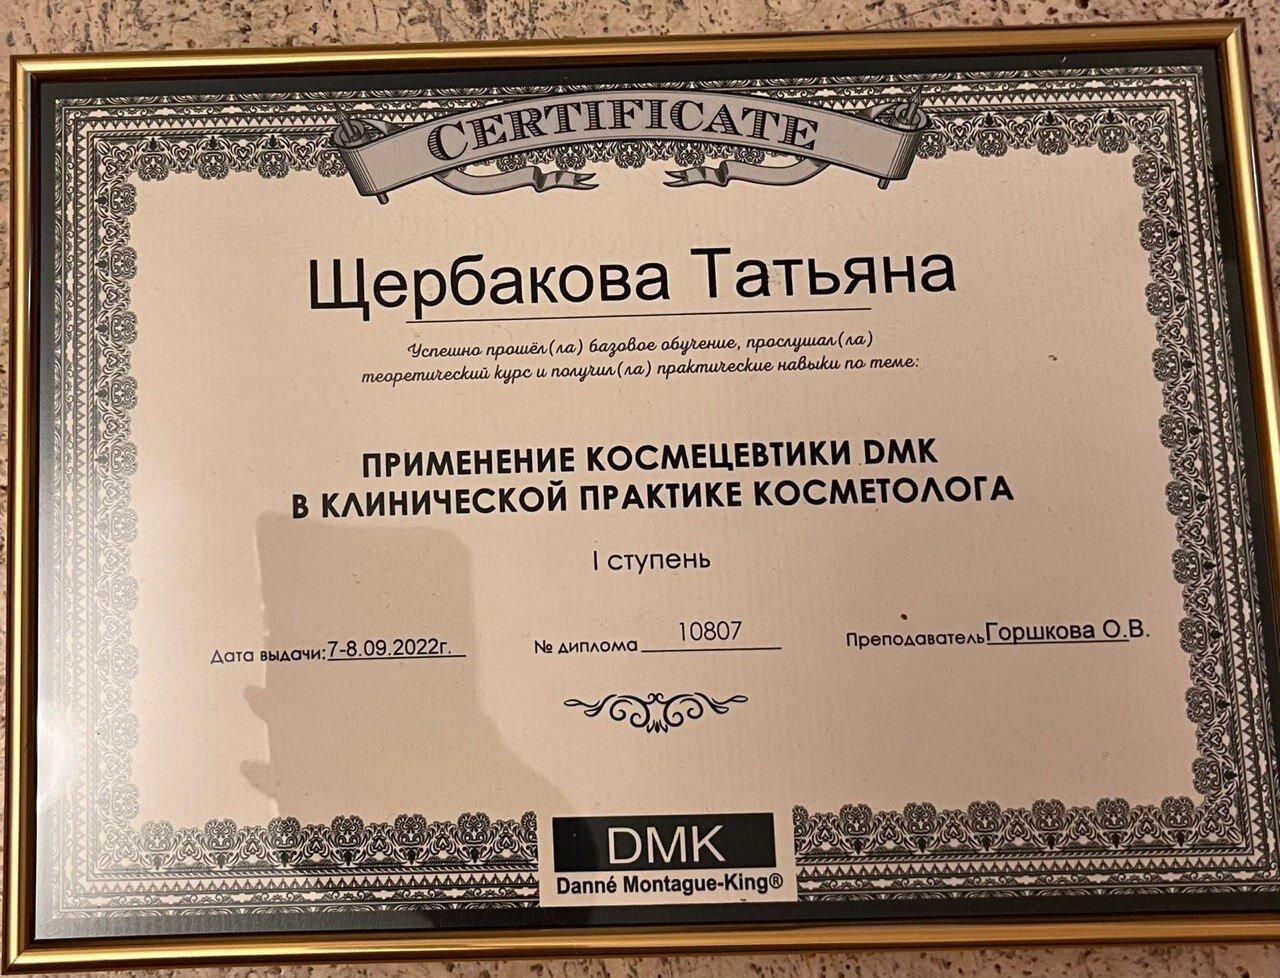 CERTIFICATE
Щербакова Татьяна
Успешно прошёл(ла) базовое обучение, прослушал(ла)
теоретический курс и получил(ла) практические навыки по теме:
ПРИМЕНЕНИЕ КОСМЕЦЕВТИКИ DMK
В КЛИНИЧЕСКОЙ ПРАКТИКЕ КОСМЕТОЛОГА
I ступень
Дата выдачи: 7-8.09.2022г. № диплома 10807 Преподаватель Горшкова О.В.
DMK
Danné Montague-King®